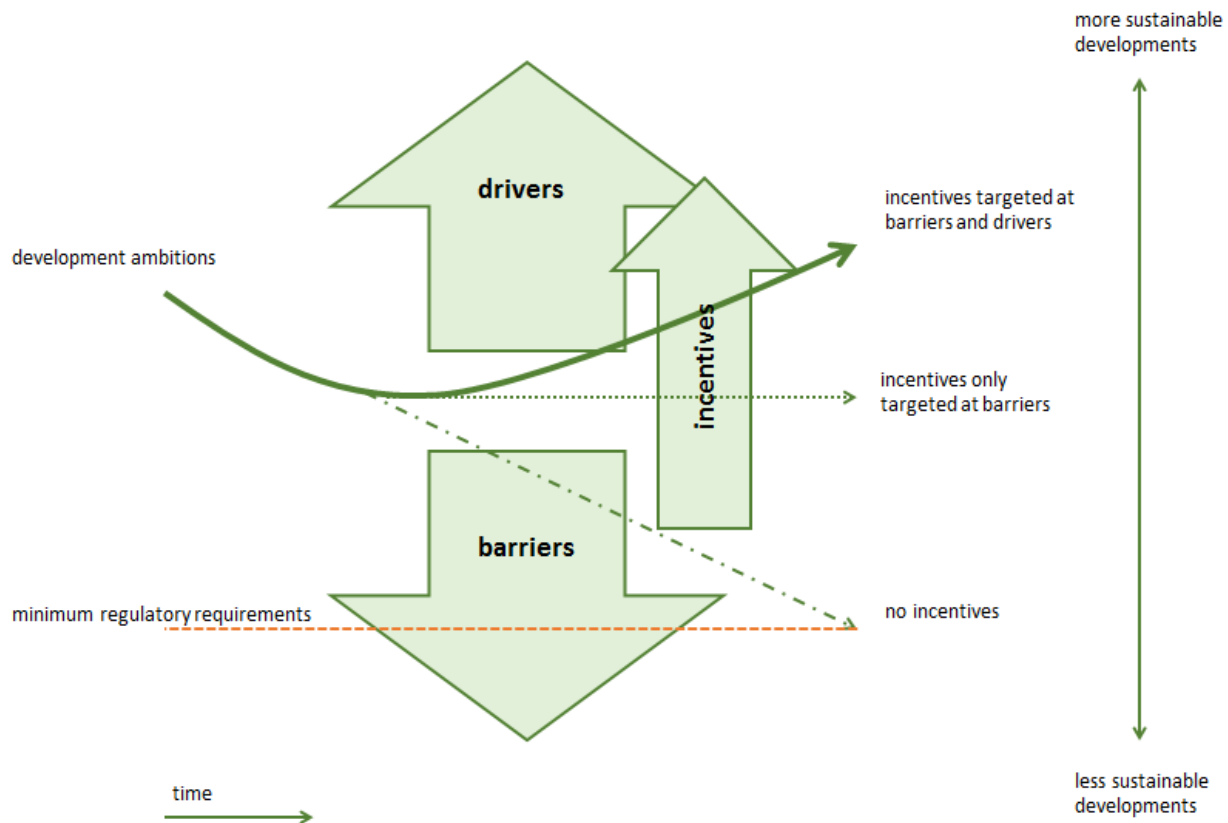 more sustainable
developments
drivers
incentives targeted at
barriers and drivers
development ambitions
incentives
incentives only
targeted at barriers
barriers
minimum regulatory requirements
no incentives
time
less sustainable
developments